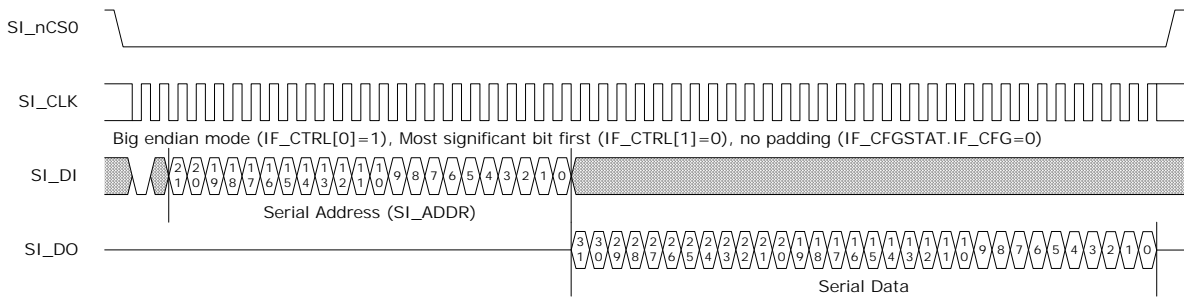 SI_nCS0
SI_CLK
Big endian mode (IF_CTRL[0]=1), Most significant bit first (IF_CTRL[1]=0), no padding (IF_CFGSTAT.IF_CFG=0)
SI_DI 21 20 19 18 17 16 15 14 13 12 11 10 9 8 7 6 5 4 3 2 1 0
Serial Address (SI_ADDR)
SI_DO 31 30 29 28 27 26 25 24 23 22 21 20 19 18 17 16 15 14 13 12 11 10 9 8 7 6 5 4 3 2 1 0
Serial Data